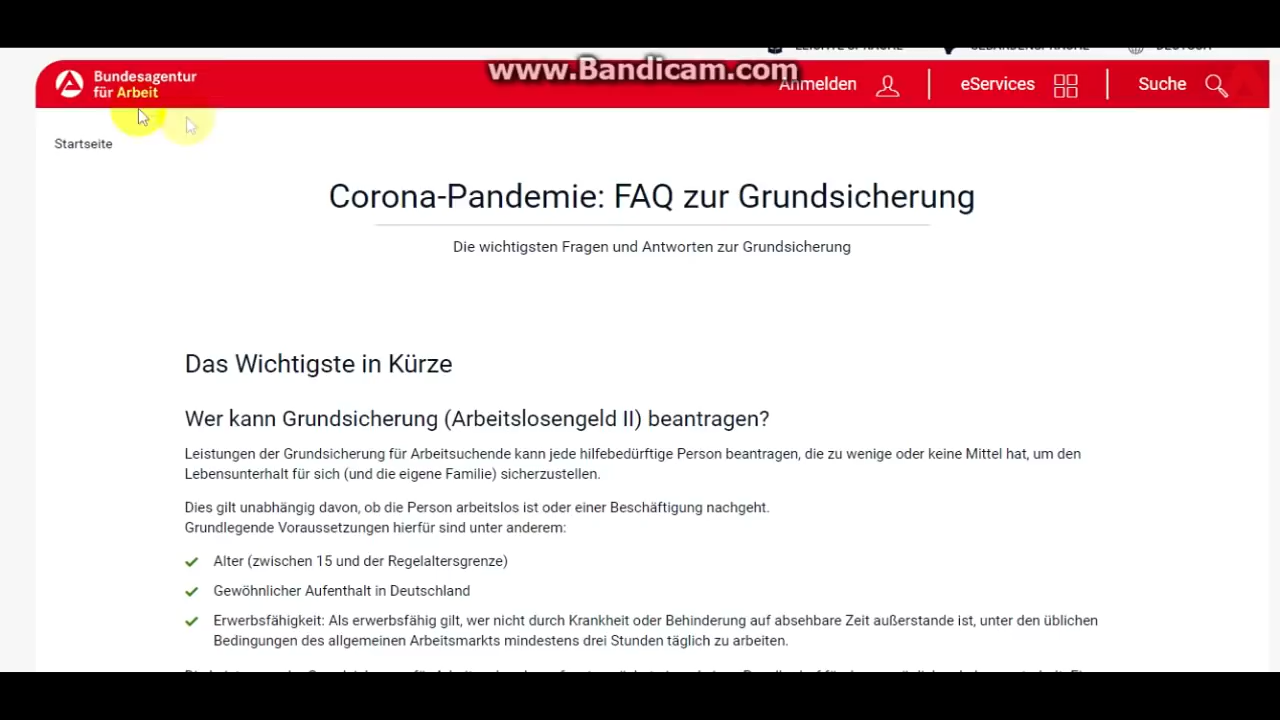 www.Bandicam.com
Bundesagentur
für Arbeit
Anmelden
eServices
Suche
Startseite
Corona-Pandemie: FAQ zur Grundsicherung
Die wichtigsten Fragen und Antworten zur Grundsicherung
Das Wichtigste in Kürze
Wer kann Grundsicherung (Arbeitslosengeld II) beantragen?
Leistungen der Grundsicherung für Arbeitsuchende kann jede hilfebedürftige Person beantragen, die zu wenige oder keine Mittel hat, um den
Lebensunterhalt für sich (und die eigene Familie) sicherzustellen.
Dies gilt unabhängig davon, ob die Person arbeitslos ist oder einer Beschäftigung nachgeht.
Grundlegende Voraussetzungen hierfür sind unter anderem:
Alter (zwischen 15 und der Regelaltersgrenze)
Gewöhnlicher Aufenthalt in Deutschland
Erwerbsfähigkeit: Als erwerbsfähig gilt, wer nicht durch Krankheit oder Behinderung auf absehbare Zeit außerstande ist, unter den üblichen
Bedingungen des allgemeinen Arbeitsmarkts mindestens drei Stunden täglich zu arbeiten.